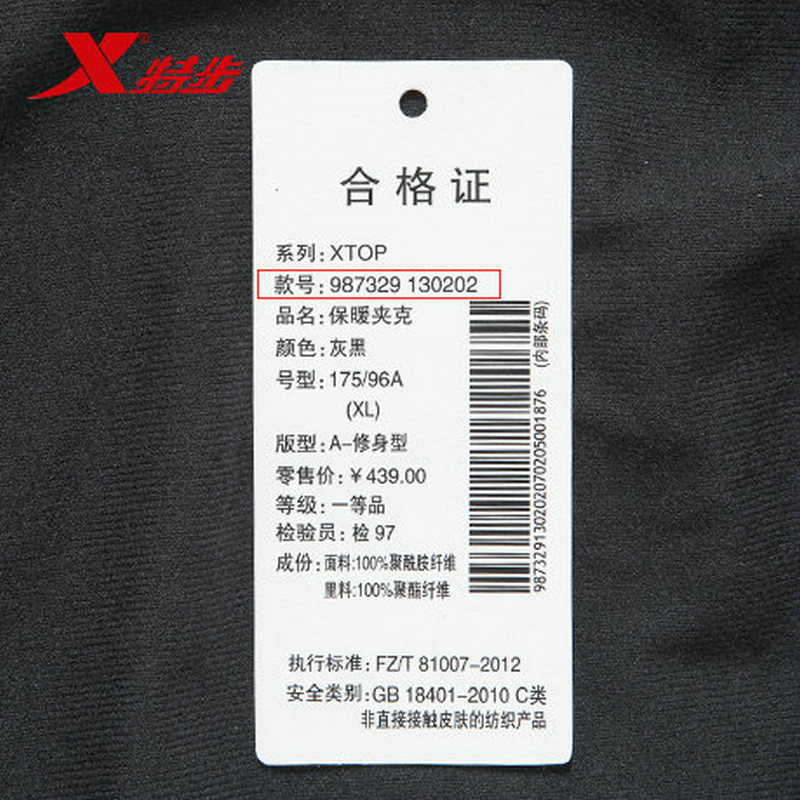 X®特步
合格证
系列:XTOP
款号:987329 130202
品名:保暖夹克
颜色:灰黑
号型:175/96A
(XL)
版型:A-修身型
零售价:￥439.00
等级:一等品
检验员:检 97
成份:面料:100%聚酰胺纤维
里料:100%聚酯纤维
执行标准:FZ/T 81007-2012
安全类别:GB 18401-2010 C类
非直接接触皮肤的纺织产品
987329130202070205001876 (内部条码)